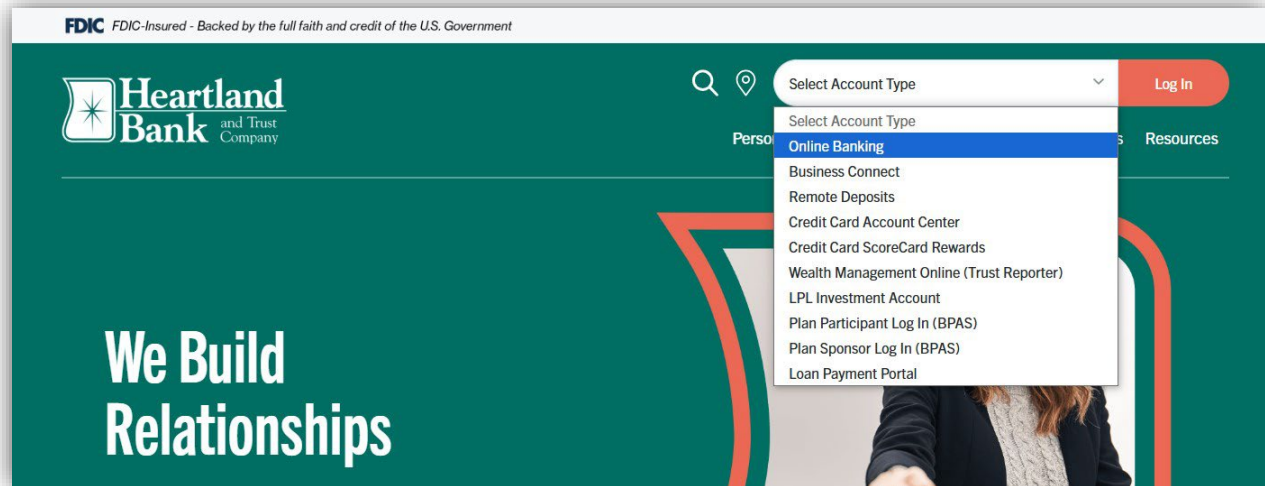 FDIC FDIC-Insured - Backed by the full faith and credit of the U.S. Government
Heartland
Bank and Trust
Company
Select Account Type
Log In
Select Account Type
Online Banking
Business Connect
Remote Deposits
Credit Card Account Center
Credit Card ScoreCard Rewards
Wealth Management Online (Trust Reporter)
LPL Investment Account
Plan Participant Log In (BPAS)
Plan Sponsor Log In (BPAS)
Loan Payment Portal
Resources
We Build
Relationships